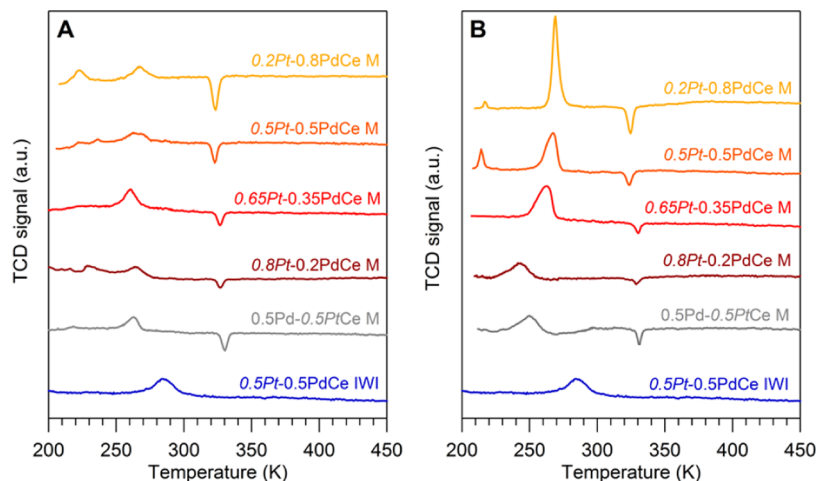 A
0.2Pt-0.8PdCe M
0.5Pt-0.5PdCe M
0.65Pt-0.35PdCe M
0.8Pt-0.2PdCe M
0.5Pd-0.5PtCe M
0.5Pt-0.5PdCe IWI
TCD signal (a.u.)
200 250 300 350 400 450
Temperature (K)
B
0.2Pt-0.8PdCe M
0.5Pt-0.5PdCe M
0.65Pt-0.35PdCe M
0.8Pt-0.2PdCe M
0.5Pd-0.5PtCe M
0.5Pt-0.5PdCe IWI
TCD signal (a.u.)
200 250 300 350 400 450
Temperature (K)